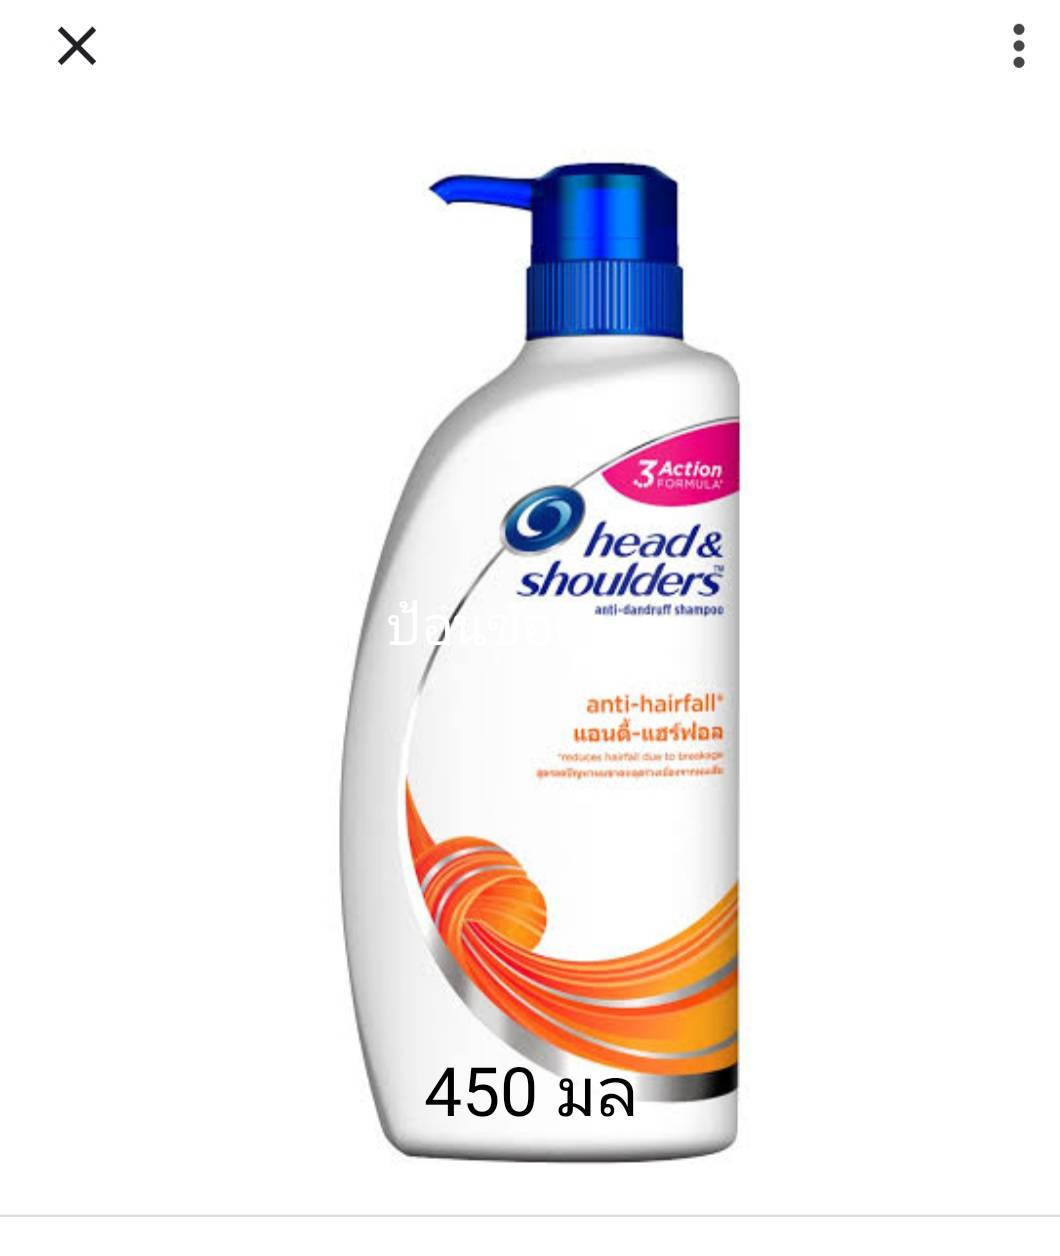 3 Action
FORMULA*
head &
shoulders™
anti-dandruff shampoo
anti-hairfall*
แอนตี้-แฮร์ฟอล
*reduces hairfall due to breakage
450 มล